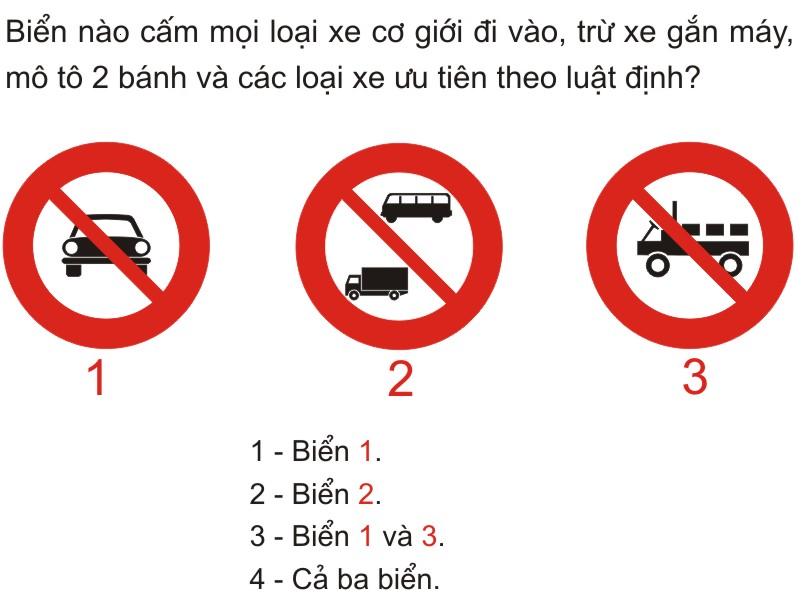 Biển nào cấm mọi loại xe cơ giới đi vào, trừ xe gắn máy,
mô tô 2 bánh và các loại xe ưu tiên theo luật định?
1 2 3
1 - Biển 1.
2 - Biển 2.
3 - Biển 1 và 3.
4 - Cả ba biển.